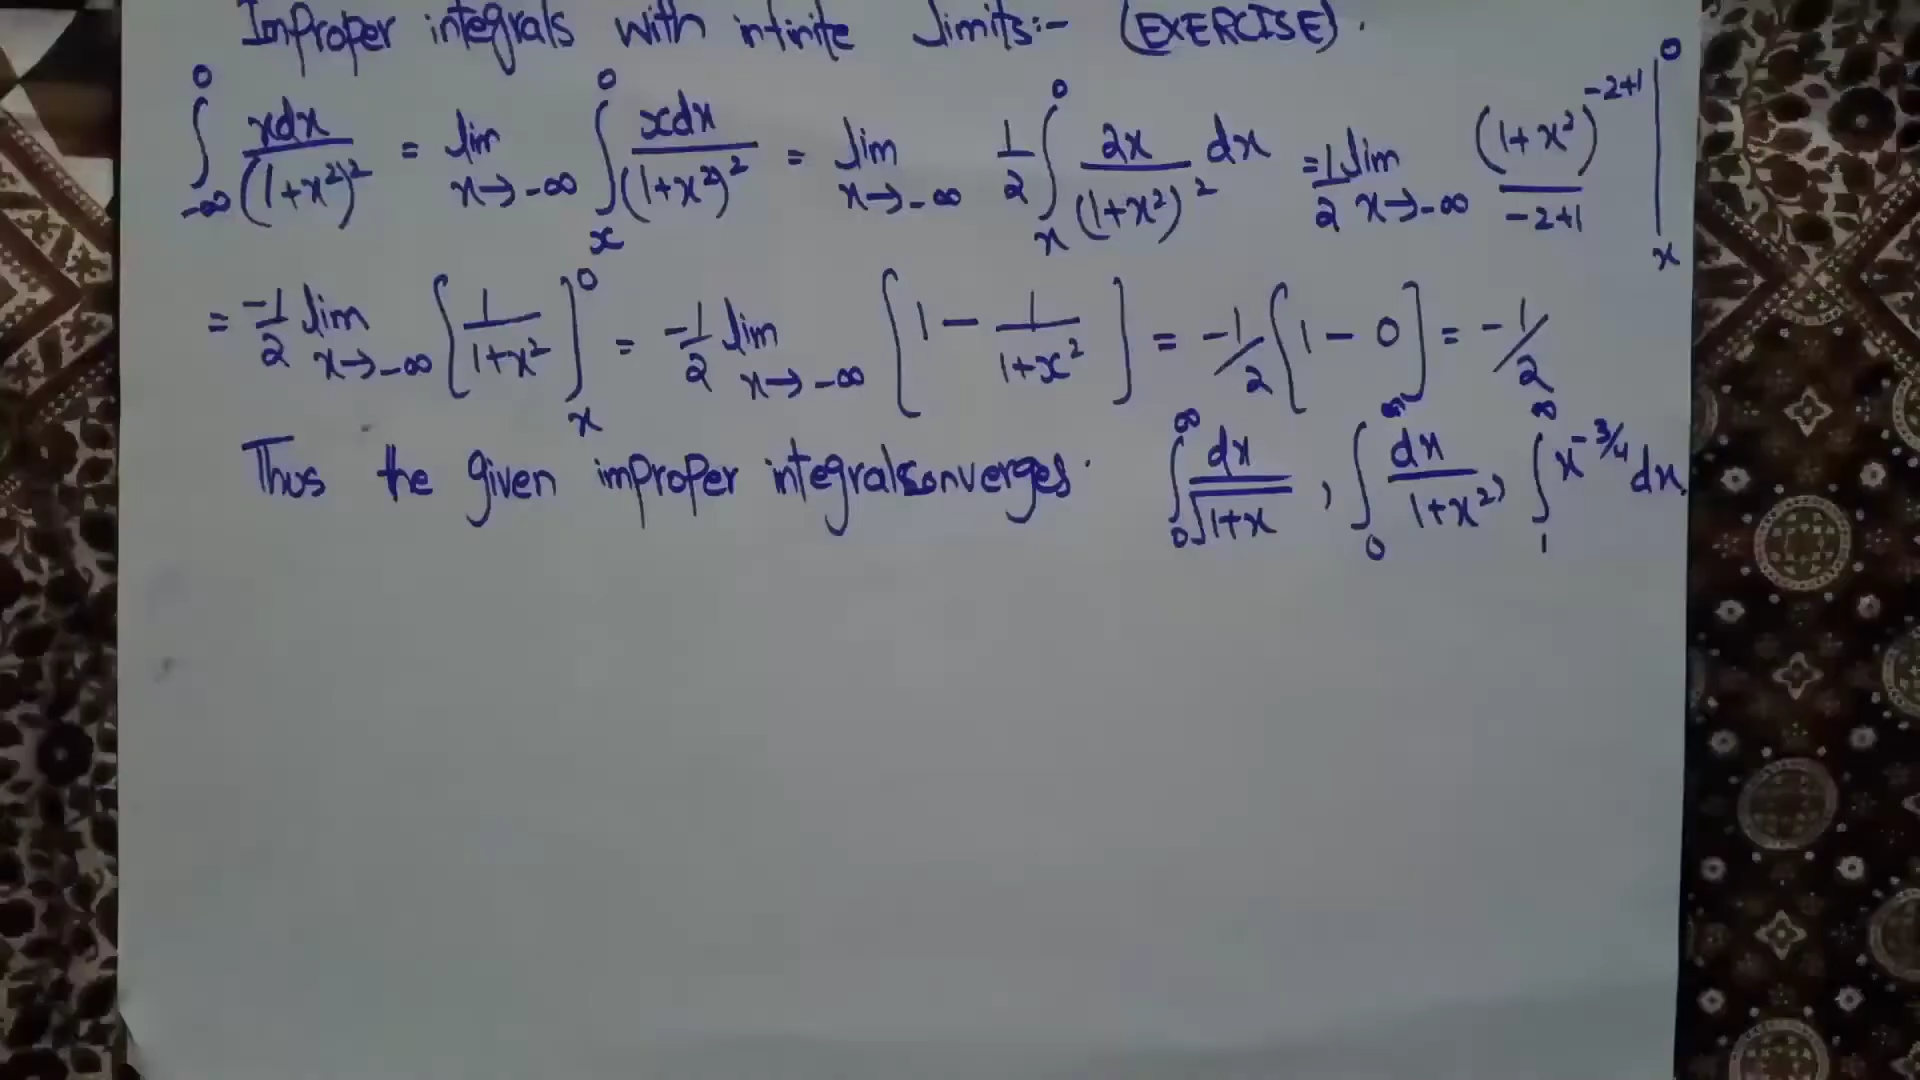 Improper integrals with infinite limits:- (EXERCISE).
∫_{-∞}^{0} xdx/(1+x²)² = lim_{x→-∞} ∫_{x}^{0} xdx/(1+x²)² = lim_{x→-∞} 1/2 ∫_{x}^{0} 2x/(1+x²)² dx = 1/2 lim_{x→-∞} (1+x²)^{-2+1}/(-2+1) |_{x}^{0}
= -1/2 lim_{x→-∞} [1/(1+x²)]_{x}^{0} = -1/2 lim_{x→-∞} [1 - 1/(1+x²)] = -1/2 [1-0] = -1/2
Thus the given improper integral converges. ∫_{0}^{∞} dx/√(1+x), ∫_{0}^{∞} dx/(1+x²), ∫_{1}^{∞} x^{-3/4} dx.